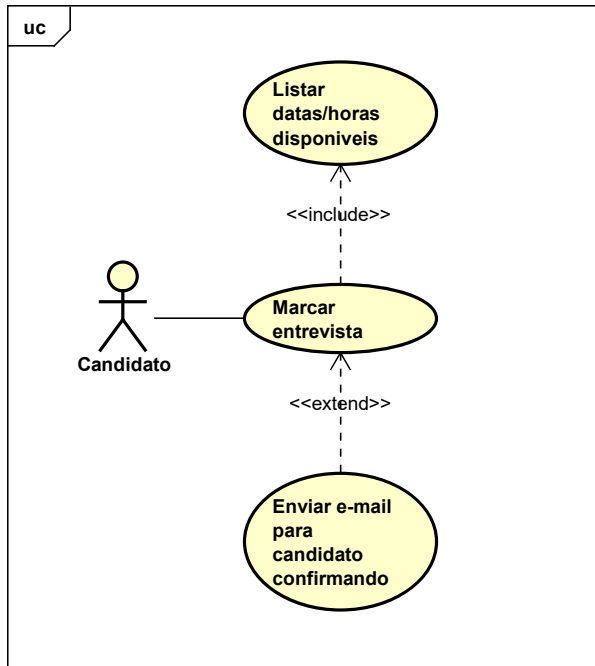 uc
Listar
datas/horas
disponiveis
<<include>>
Marcar
entrevista
Candidato
<<extend>>
Enviar e-mail
para
candidato
confirmando